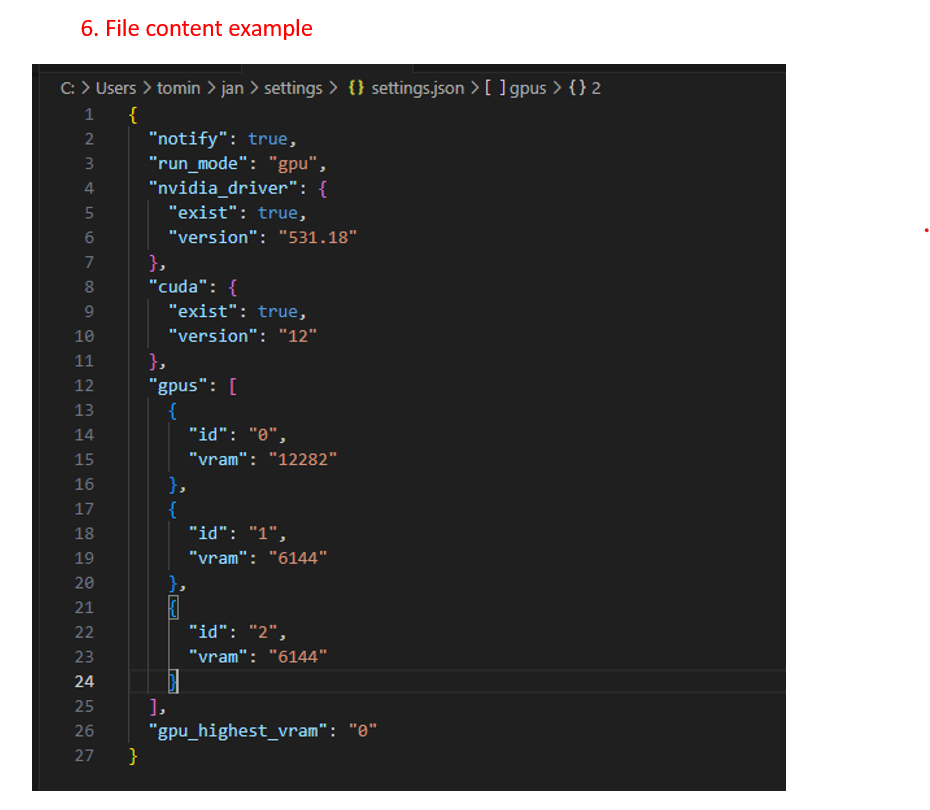 6. File content example
C: > Users > tomin > jan > settings > {} settings.json > [ ] gpus > {} 2
1 {
2 "notify": true,
3 "run_mode": "gpu",
4 "nvidia_driver": {
5 "exist": true,
6 "version": "531.18"
7 },
8 "cuda": {
9 "exist": true,
10 "version": "12"
11 },
12 "gpus": [
13 {
14 "id": "0",
15 "vram": "12282"
16 },
17 {
18 "id": "1",
19 "vram": "6144"
20 },
21 {
22 "id": "2",
23 "vram": "6144"
24 }
25 ],
26 "gpu_highest_vram": "0"
27 }